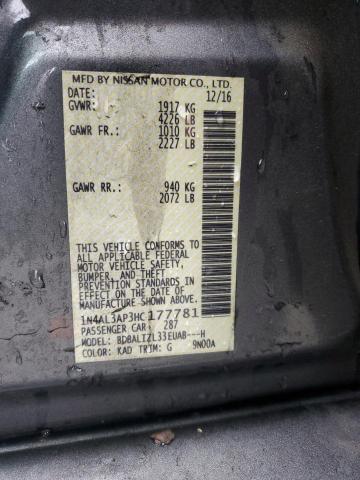 MFD BY NISSAN MOTOR CO., LTD.
DATE: 12/16
GVWR: 1917 KG
4226 LB
GAWR FR.: 1010 KG
2227 LB
GAWR RR.: 940 KG
2072 LB
THIS VEHICLE CONFORMS TO
ALL APPLICABLE FEDERAL
MOTOR VEHICLE SAFETY,
BUMPER, AND THEFT
PREVENTION STANDARDS IN
EFFECT ON THE DATE OF
MANUFACTURE SHOWN ABOVE.
1N4AL3AP3HC177781
PASSENGER CAR 287
MODEL: BDBALTZL33EUAB---H
COLOR: KAD TRIM: G 9N00A